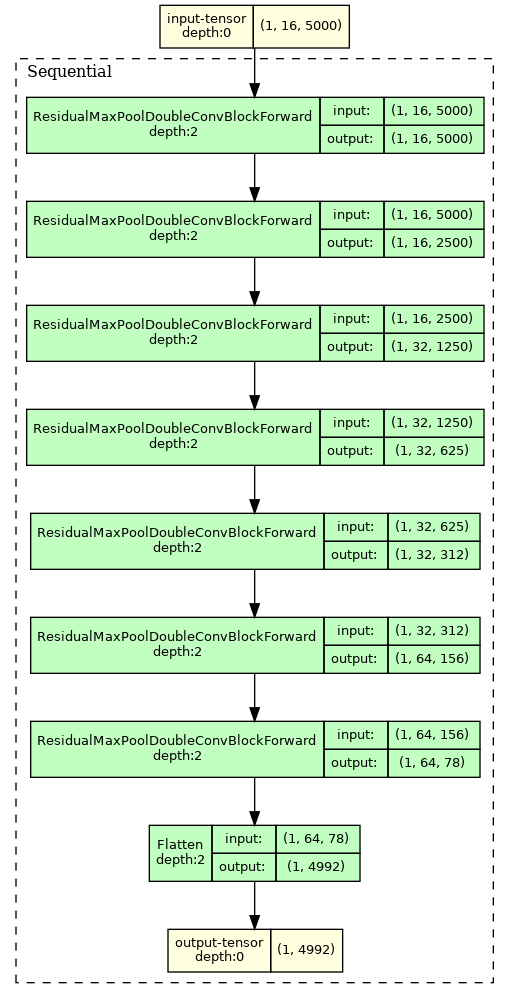 input-tensor
depth:0
(1, 16, 5000)
Sequential
ResidualMaxPoolDoubleConvBlockForward
depth:2
input:
(1, 16, 5000)
output:
(1, 16, 5000)
ResidualMaxPoolDoubleConvBlockForward
depth:2
input:
(1, 16, 5000)
output:
(1, 16, 2500)
ResidualMaxPoolDoubleConvBlockForward
depth:2
input:
(1, 16, 2500)
output:
(1, 32, 1250)
ResidualMaxPoolDoubleConvBlockForward
depth:2
input:
(1, 32, 1250)
output:
(1, 32, 625)
ResidualMaxPoolDoubleConvBlockForward
depth:2
input:
(1, 32, 625)
output:
(1, 32, 312)
ResidualMaxPoolDoubleConvBlockForward
depth:2
input:
(1, 32, 312)
output:
(1, 64, 156)
ResidualMaxPoolDoubleConvBlockForward
depth:2
input:
(1, 64, 156)
output:
(1, 64, 78)
Flatten
depth:2
input:
(1, 64, 78)
output:
(1, 4992)
output-tensor
depth:0
(1, 4992)